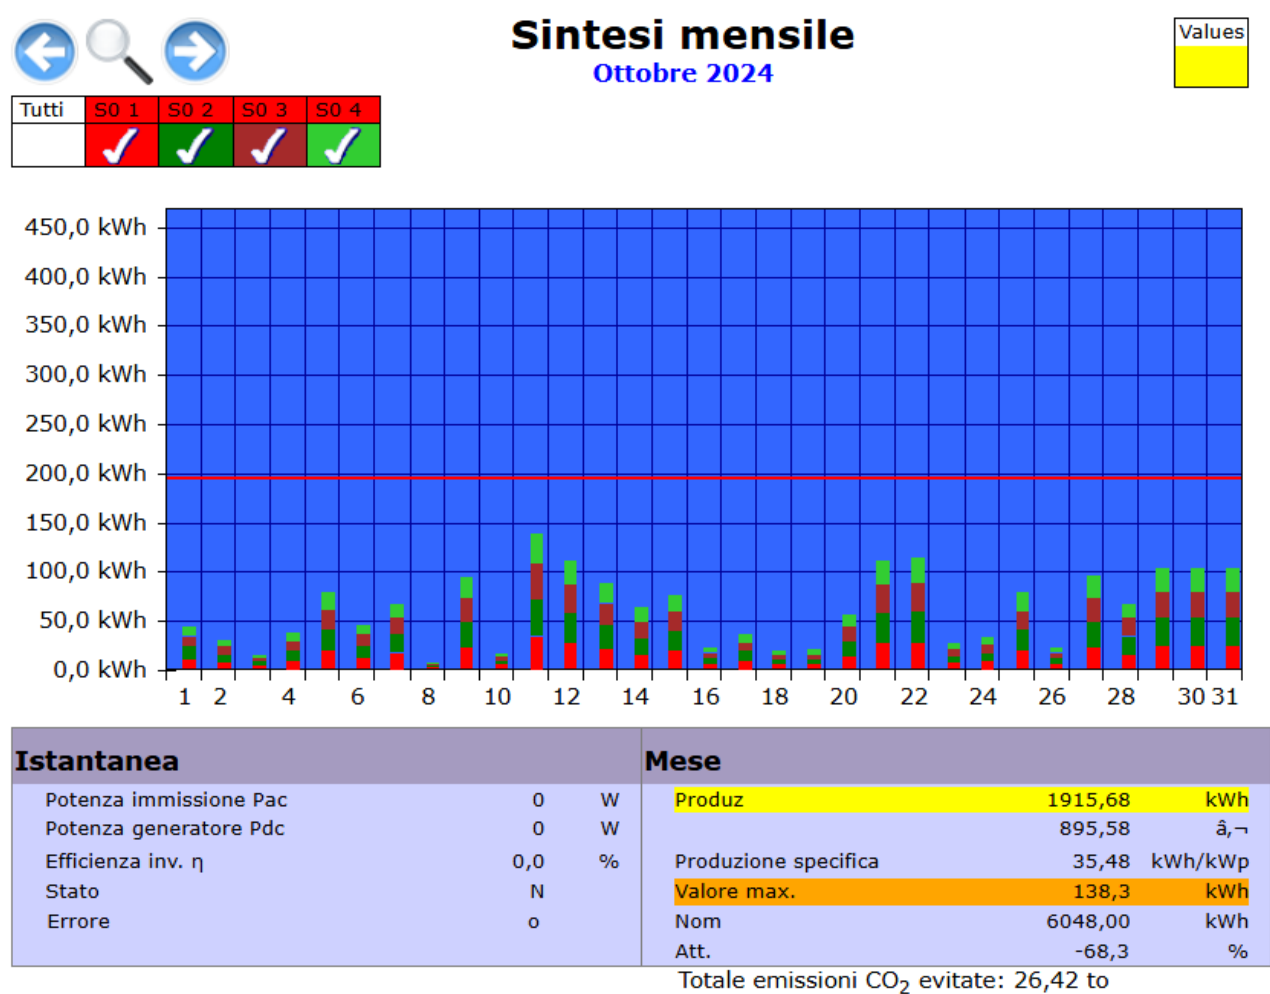 Sintesi mensile
Ottobre 2024
Values
Tutti S0 1 S0 2 S0 3 S0 4
450,0 kWh
400,0 kWh
350,0 kWh
300,0 kWh
250,0 kWh
200,0 kWh
150,0 kWh
100,0 kWh
50,0 kWh
0,0 kWh
1 2 4 6 8 10 12 14 16 18 20 22 24 26 28 30 31
Istantanea
Potenza immissione Pac 0 W
Potenza generatore Pdc 0 W
Efficienza inv. η 0,0 %
Stato N
Errore o
Mese
Produz 1915,68 kWh
895,58 â‚¬
Produzione specifica 35,48 kWh/kWp
Valore max. 138,3 kWh
Nom 6048,00 kWh
Att. -68,3 %
Totale emissioni CO₂ evitate: 26,42 to